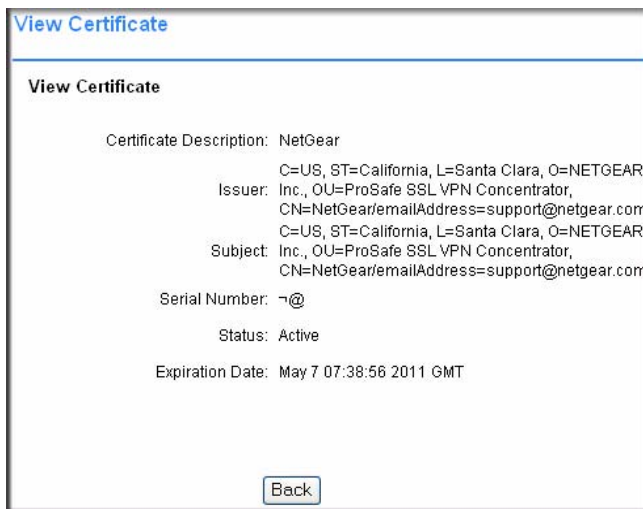 View Certificate
View Certificate
Certificate Description: NetGear
C=US, ST=California, L=Santa Clara, O=NETGEAR
Issuer: Inc., OU=ProSafe SSL VPN Concentrator,
CN=NetGear/emailAddress=support@netgear.com
C=US, ST=California, L=Santa Clara, O=NETGEAR
Subject: Inc., OU=ProSafe SSL VPN Concentrator,
CN=NetGear/emailAddress=support@netgear.com
Serial Number: ¬@
Status: Active
Expiration Date: May 7 07:38:56 2011 GMT
Back